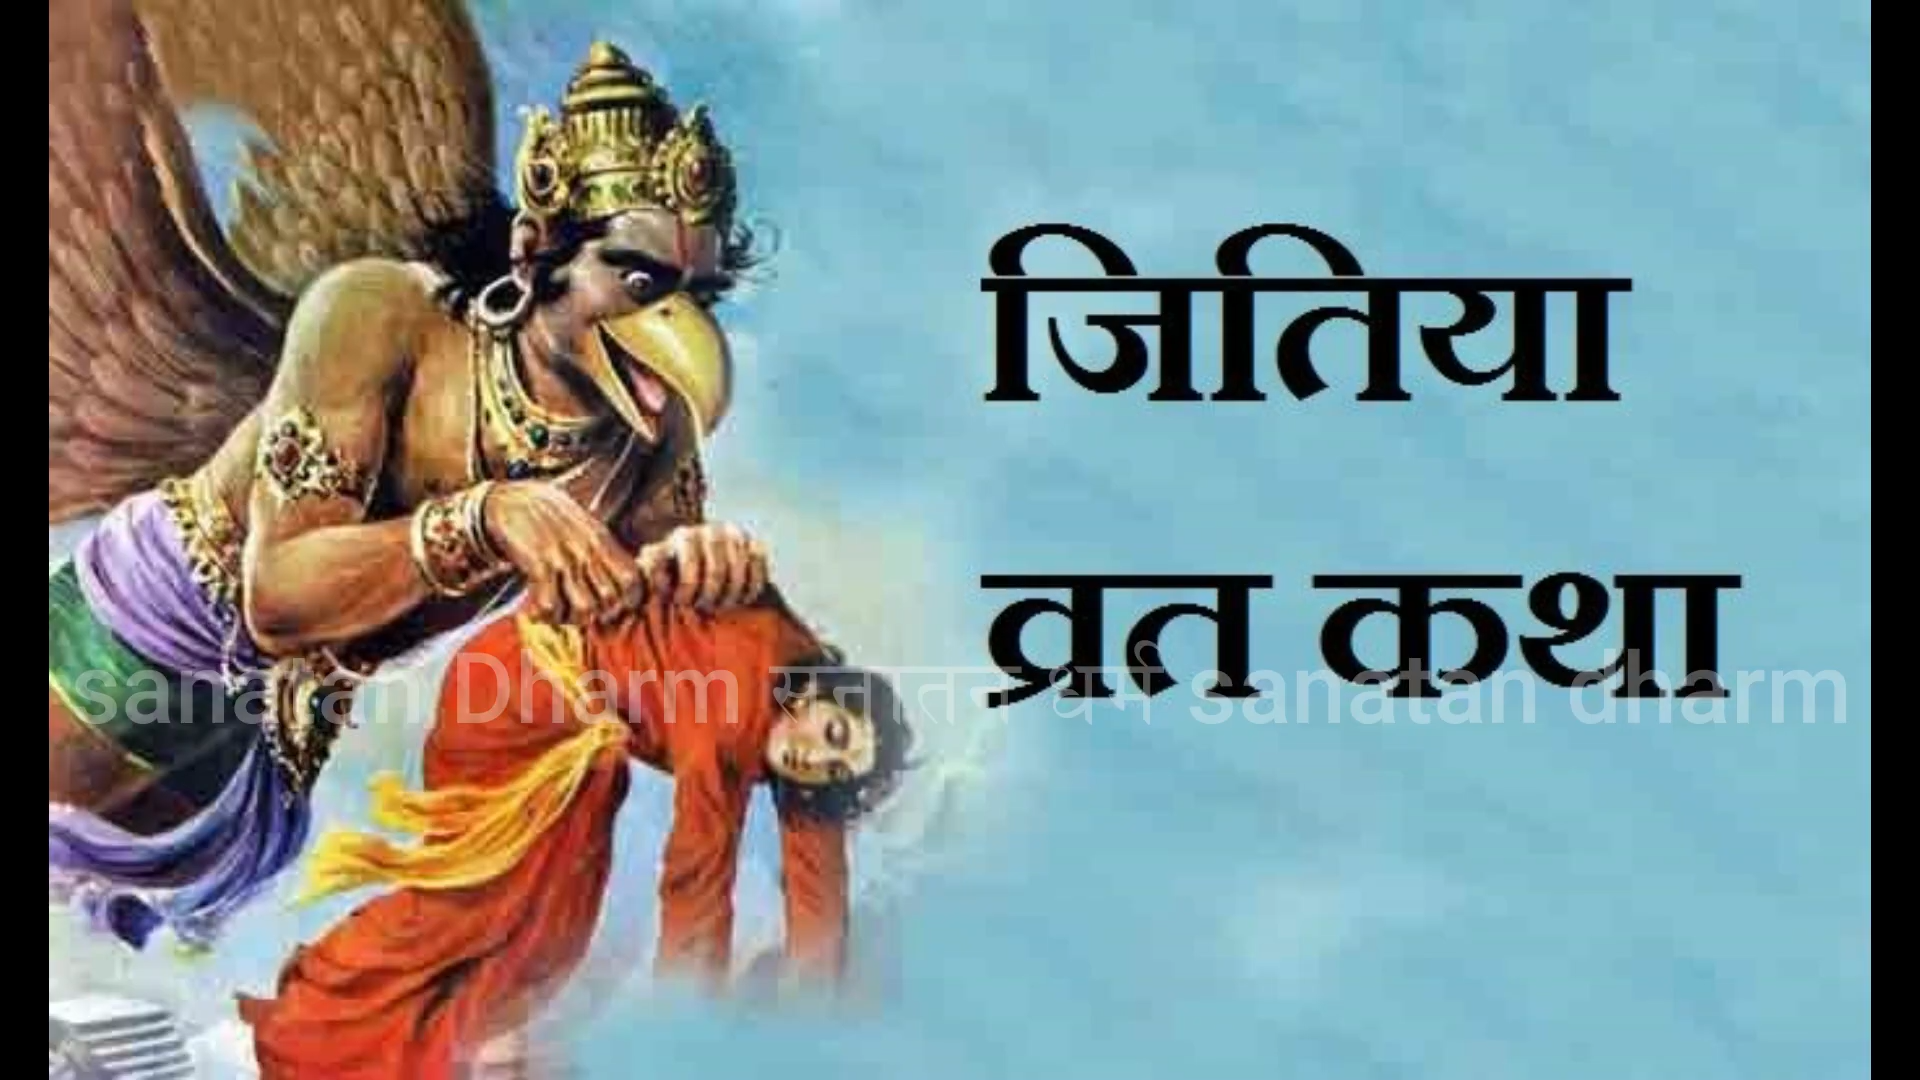 जितिया
व्रत कथा
sanatan Dharm सनातन धर्म sanatan dharm